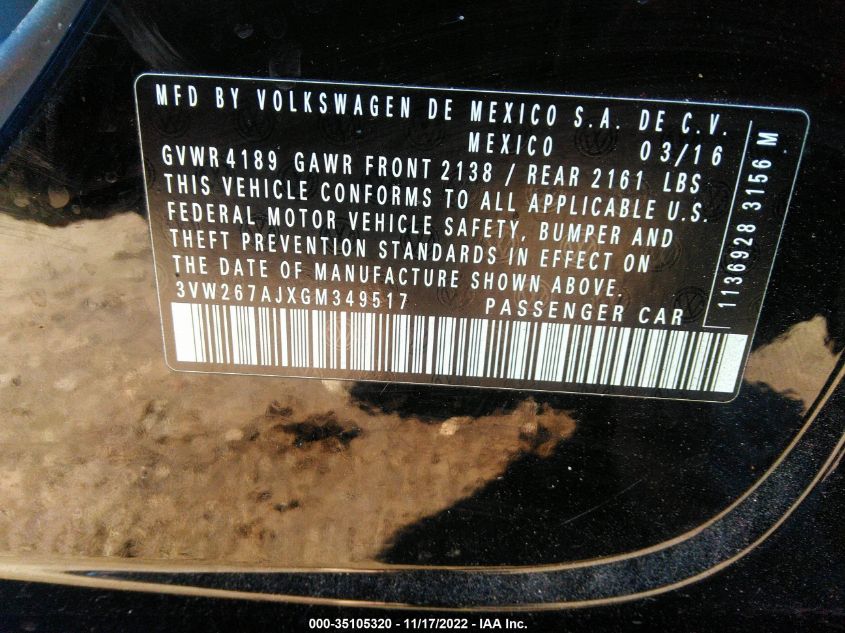 MFD BY VOLKSWAGEN DE MEXICO S.A. DE C.V.
MEXICO 03/16
GVWR 4189 GAWR FRONT 2138 / REAR 2161 LBS
THIS VEHICLE CONFORMS TO ALL APPLICABLE U.S.
FEDERAL MOTOR VEHICLE SAFETY, BUMPER AND
THEFT PREVENTION STANDARDS IN EFFECT ON
THE DATE OF MANUFACTURE SHOWN ABOVE.
3VW267AJXGM349517 PASSENGER CAR
1136928 3156 M
000-35105320 - 11/17/2022 - IAA Inc.